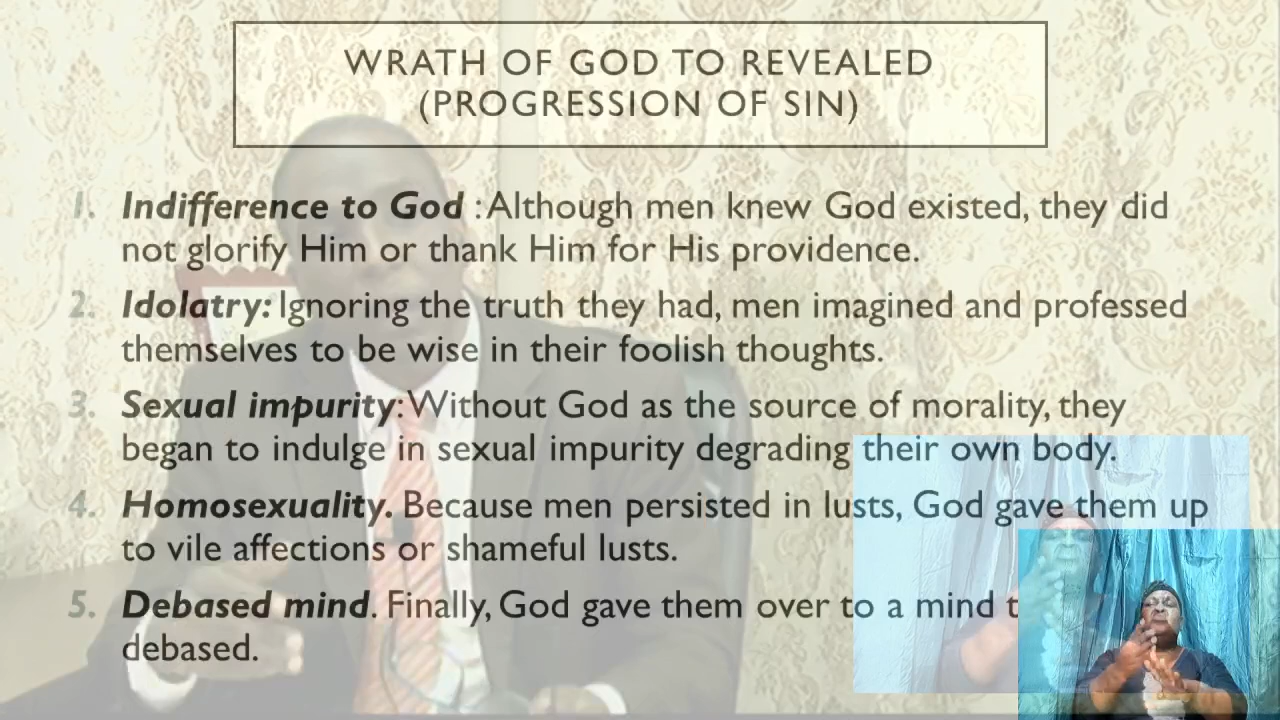 WRATH OF GOD TO REVEALED
(PROGRESSION OF SIN)
1. Indifference to God : Although men knew God existed, they did
not glorify Him or thank Him for His providence.
2. Idolatry: Ignoring the truth they had, men imagined and professed
themselves to be wise in their foolish thoughts.
3. Sexual impurity: Without God as the source of morality, they
began to indulge in sexual impurity degrading their own body.
4. Homosexuality. Because men persisted in lusts, God gave them up
to vile affections or shameful lusts.
5. Debased mind. Finally, God gave them over to a mind
debased.